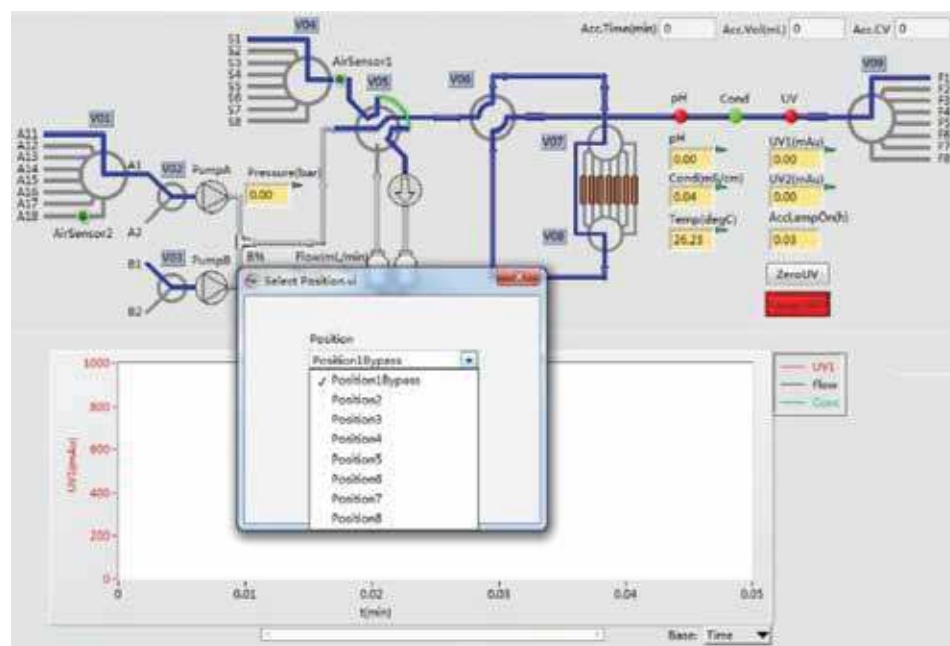 V04
Acc.Time(min) 0 Acc.Vol(mL) 0 Acc.CV 0
S1
S2
S3
S4
S5
S6
S7
S8
AirSensor1
V05
V06
V09
F1
F2
F3
F4
F5
F6
F7
F8
V01
A11
A12
A13
A14
A15
A16
A17
A18
A1
AirSensor2 A2
V02 PumpA
Pressure(bar)
0.00
V07
V08
pH Cond UV
pH
0.00
Cond(mS/cm)
0.04
Temp(degC)
26.23
UV1(mAu)
0.00
UV2(mAu)
0.00
AccLampOn(h)
0.03
ZeroUV
B1 V03 PumpB
B2
B% Flow(mL/min)
Select Position.vi
Position
Position1Bypass
✓ Position1Bypass
Position2
Position3
Position4
Position5
Position6
Position7
Position8
UV1(mAu)
1000
800
600
400
200
0
0 0.01 0.02 0.03 0.04 0.05
t(min)
UV1
flow
Cond
Base: Time